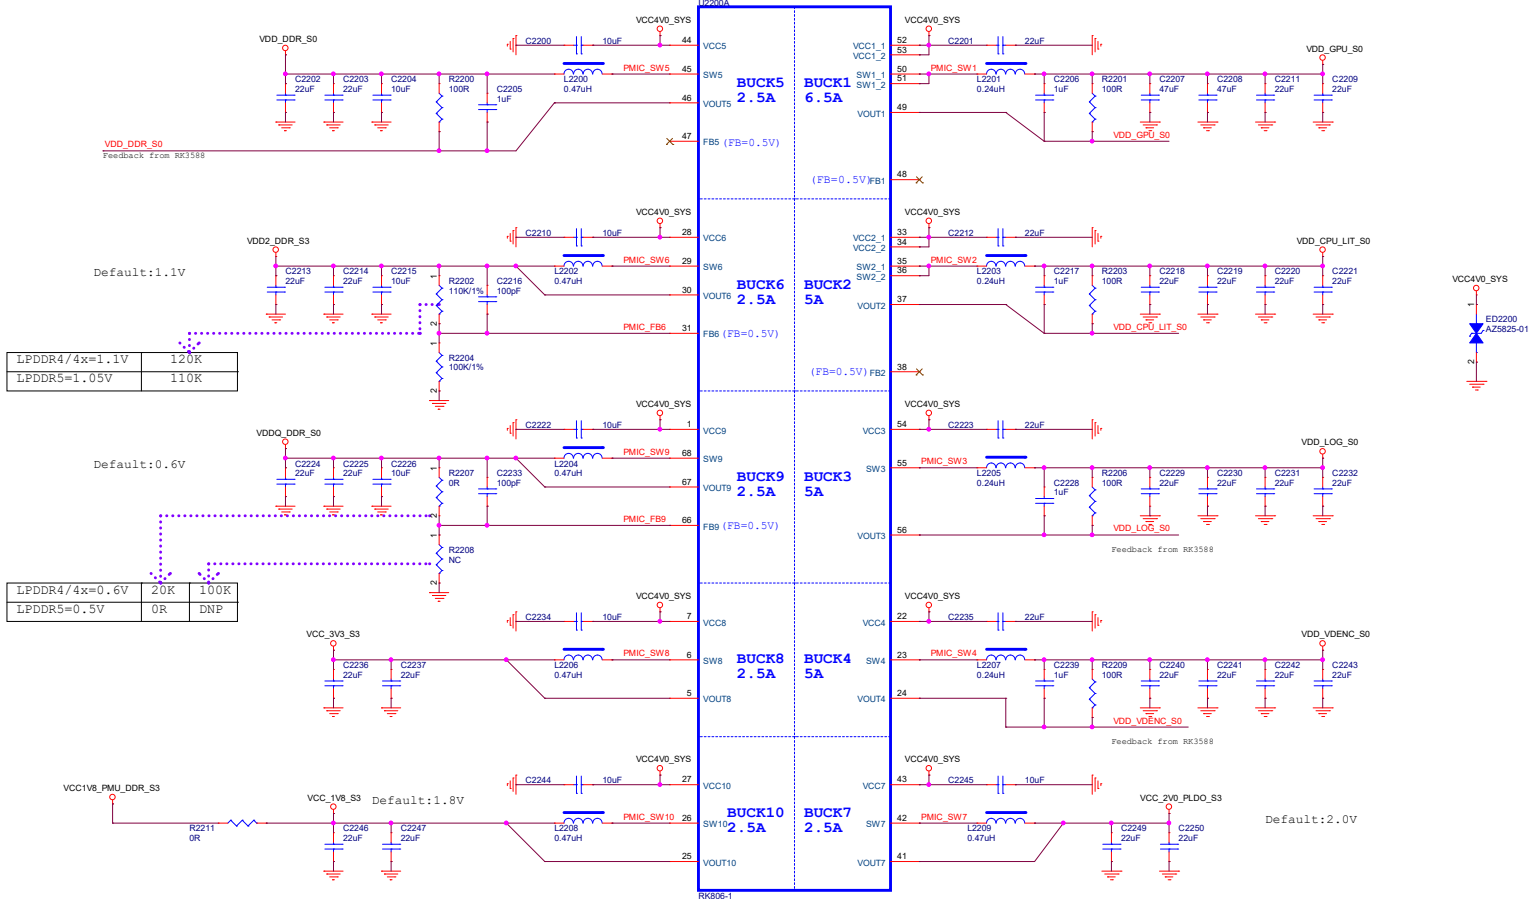 U2200A
VCC4V0_SYS
VDD_DDR_S0
C2200 10uF
44 VCC5
C2202 22uF
C2203 22uF
C2204 10uF
R2200 100R
C2205 1uF
L2200 0.47uH
PMIC_SW5
45 SW5
BUCK5
2.5A
46 VOUT5
47 FB5 (FB=0.5V)
VDD_DDR_S0
Feedback from RK3588
VCC4V0_SYS
VCC1_1 52
VCC1_2 53
C2201 22uF
VDD_GPU_S0
BUCK1
6.5A
SW1_1 50
SW1_2 51
PMIC_SW1
L2201 0.24uH
C2206 1uF
R2201 100R
C2207 47uF
C2208 47uF
C2211 22uF
C2209 22uF
VOUT1 49
VDD_GPU_S0
(FB=0.5V) FB1 48
VCC4V0_SYS
VDD2_DDR_S3
C2210 10uF
28 VCC6
Default:1.1V
C2213 22uF
C2214 22uF
C2215 10uF
1
R2202 110K/1%
2
C2216 100pF
L2202 0.47uH
PMIC_SW6
29 SW6
BUCK6
2.5A
30 VOUT6
PMIC_FB6
31 FB6 (FB=0.5V)
1
R2204 100K/1%
2
LPDDR4/4x=1.1V 120K
LPDDR5=1.05V 110K
VCC4V0_SYS
VCC2_1 33
VCC2_2 34
C2212 22uF
VDD_CPU_LIT_S0
BUCK2
5A
SW2_1 35
SW2_2 36
PMIC_SW2
L2203 0.24uH
C2217 1uF
R2203 100R
C2218 22uF
C2219 22uF
C2220 22uF
C2221 22uF
VOUT2 37
VDD_CPU_LIT_S0
(FB=0.5V) FB2 38
VCC4V0_SYS
1
ED2200
AZ5825-01
2
VCC4V0_SYS
VDDQ_DDR_S0
C2222 10uF
1 VCC9
Default:0.6V
C2224 22uF
C2225 22uF
C2226 10uF
1
R2207 0R
2
C2233 100pF
L2204 0.47uH
PMIC_SW9
68 SW9
BUCK9
2.5A
67 VOUT9
PMIC_FB9
66 FB9 (FB=0.5V)
1
R2208 NC
2
LPDDR4/4x=0.6V 20K 100K
LPDDR5=0.5V 0R DNP
VCC4V0_SYS
VCC3 54
C2223 22uF
VDD_LOG_S0
BUCK3
5A
SW3 55
PMIC_SW3
L2205 0.24uH
C2228 1uF
R2206 100R
C2229 22uF
C2230 22uF
C2231 22uF
C2232 22uF
VOUT3 56
VDD_LOG_S0
Feedback from RK3588
VCC4V0_SYS
C2234 10uF
7 VCC8
VCC_3V3_S3
C2236 22uF
C2237 22uF
L2206 0.47uH
PMIC_SW8
6 SW8
BUCK8
2.5A
5 VOUT8
VCC4V0_SYS
VCC4 22
C2235 22uF
VDD_VDENC_S0
BUCK4
5A
SW4 23
PMIC_SW4
L2207 0.24uH
C2239 1uF
R2209 100R
C2240 22uF
C2241 22uF
C2242 22uF
C2243 22uF
VOUT4 24
VDD_VDENC_S0
Feedback from RK3588
VCC4V0_SYS
C2244 10uF
27 VCC10
VCC1V8_PMU_DDR_S3
VCC_1V8_S3
Default:1.8V
R2211 0R
C2246 22uF
C2247 22uF
L2208 0.47uH
PMIC_SW10
26 SW10
BUCK10
2.5A
25 VOUT10
VCC4V0_SYS
VCC7 43
C2245 10uF
VCC_2V0_PLDO_S3
BUCK7
2.5A
SW7 42
PMIC_SW7
L2209 0.47uH
C2249 22uF
C2250 22uF
Default:2.0V
VOUT7 41
RK806-1